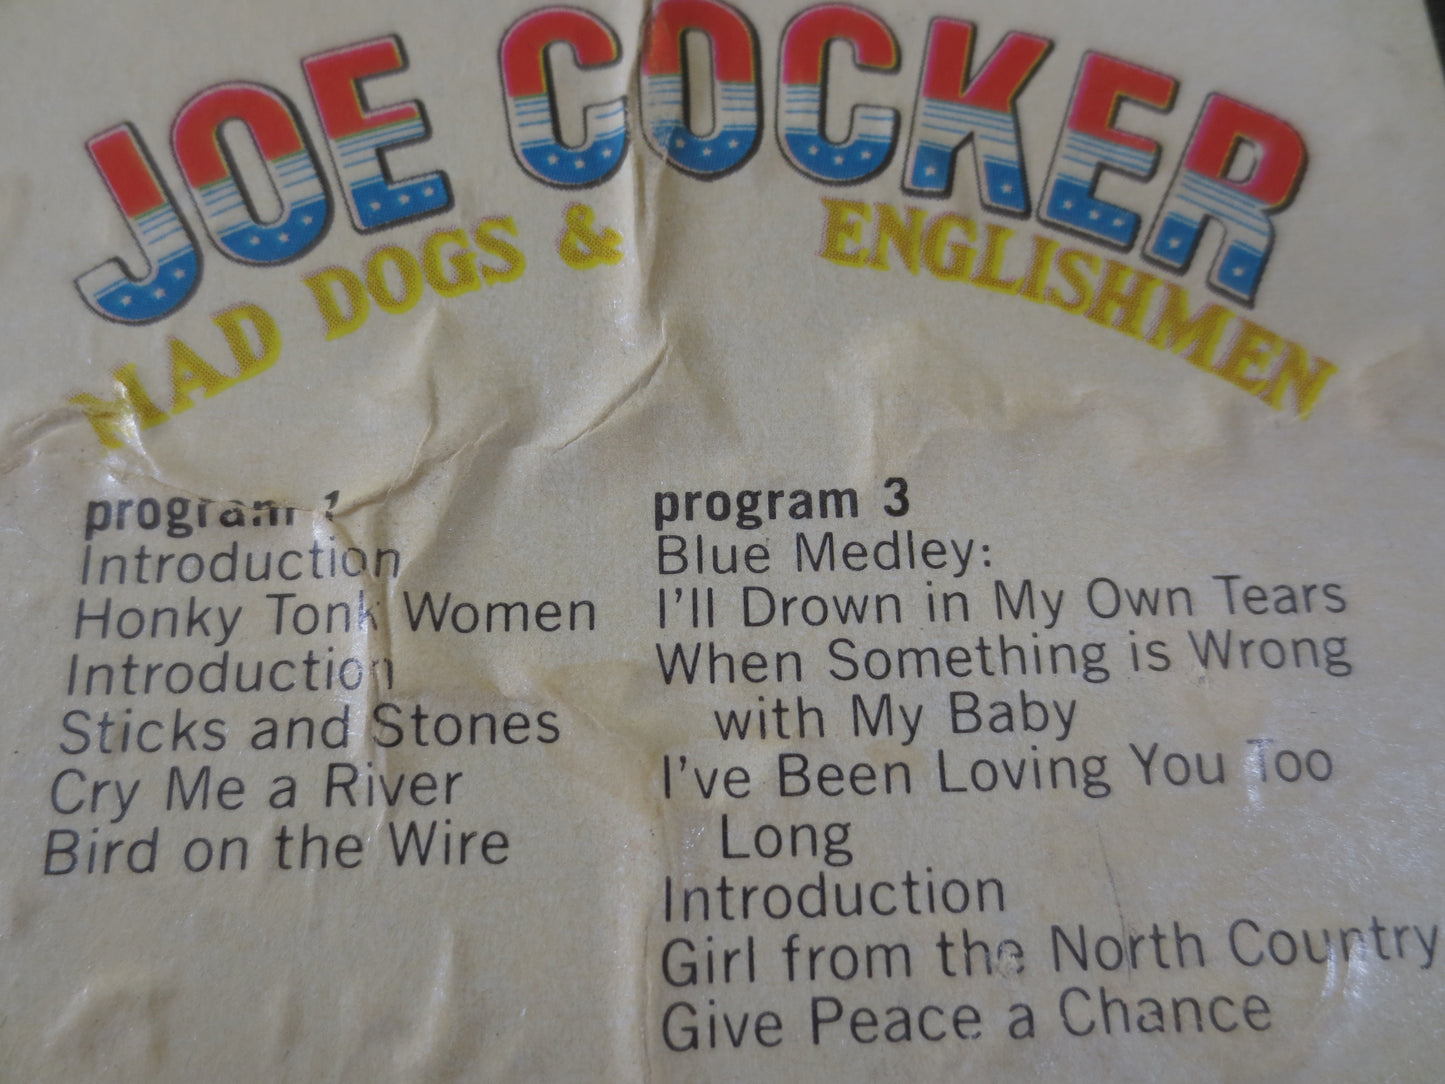 JOE COCKER
MAD DOGS & ENGLISHMEN
program 1
Introduction
Honky Tonk Women
Introduction
Sticks and Stones
Cry Me a River
Bird on the Wire
program 3
Blue Medley:
I'll Drown in My Own Tears
When Something is Wrong
with My Baby
I've Been Loving You Too
Long
Introduction
Girl from the North Country
Give Peace a Chance